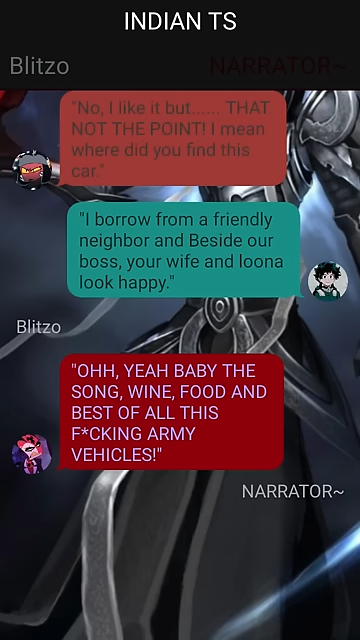 INDIAN TS
Blitzo
NARRATOR~
"No, I like it but...... THAT
NOT THE POINT! I mean
where did you find this
car."
"I borrow from a friendly
neighbor and Beside our
boss, your wife and loona
look happy."
Blitzo
"OHH, YEAH BABY THE
SONG, WINE, FOOD AND
BEST OF ALL THIS
F*CKING ARMY
VEHICLES!"
NARRATOR~